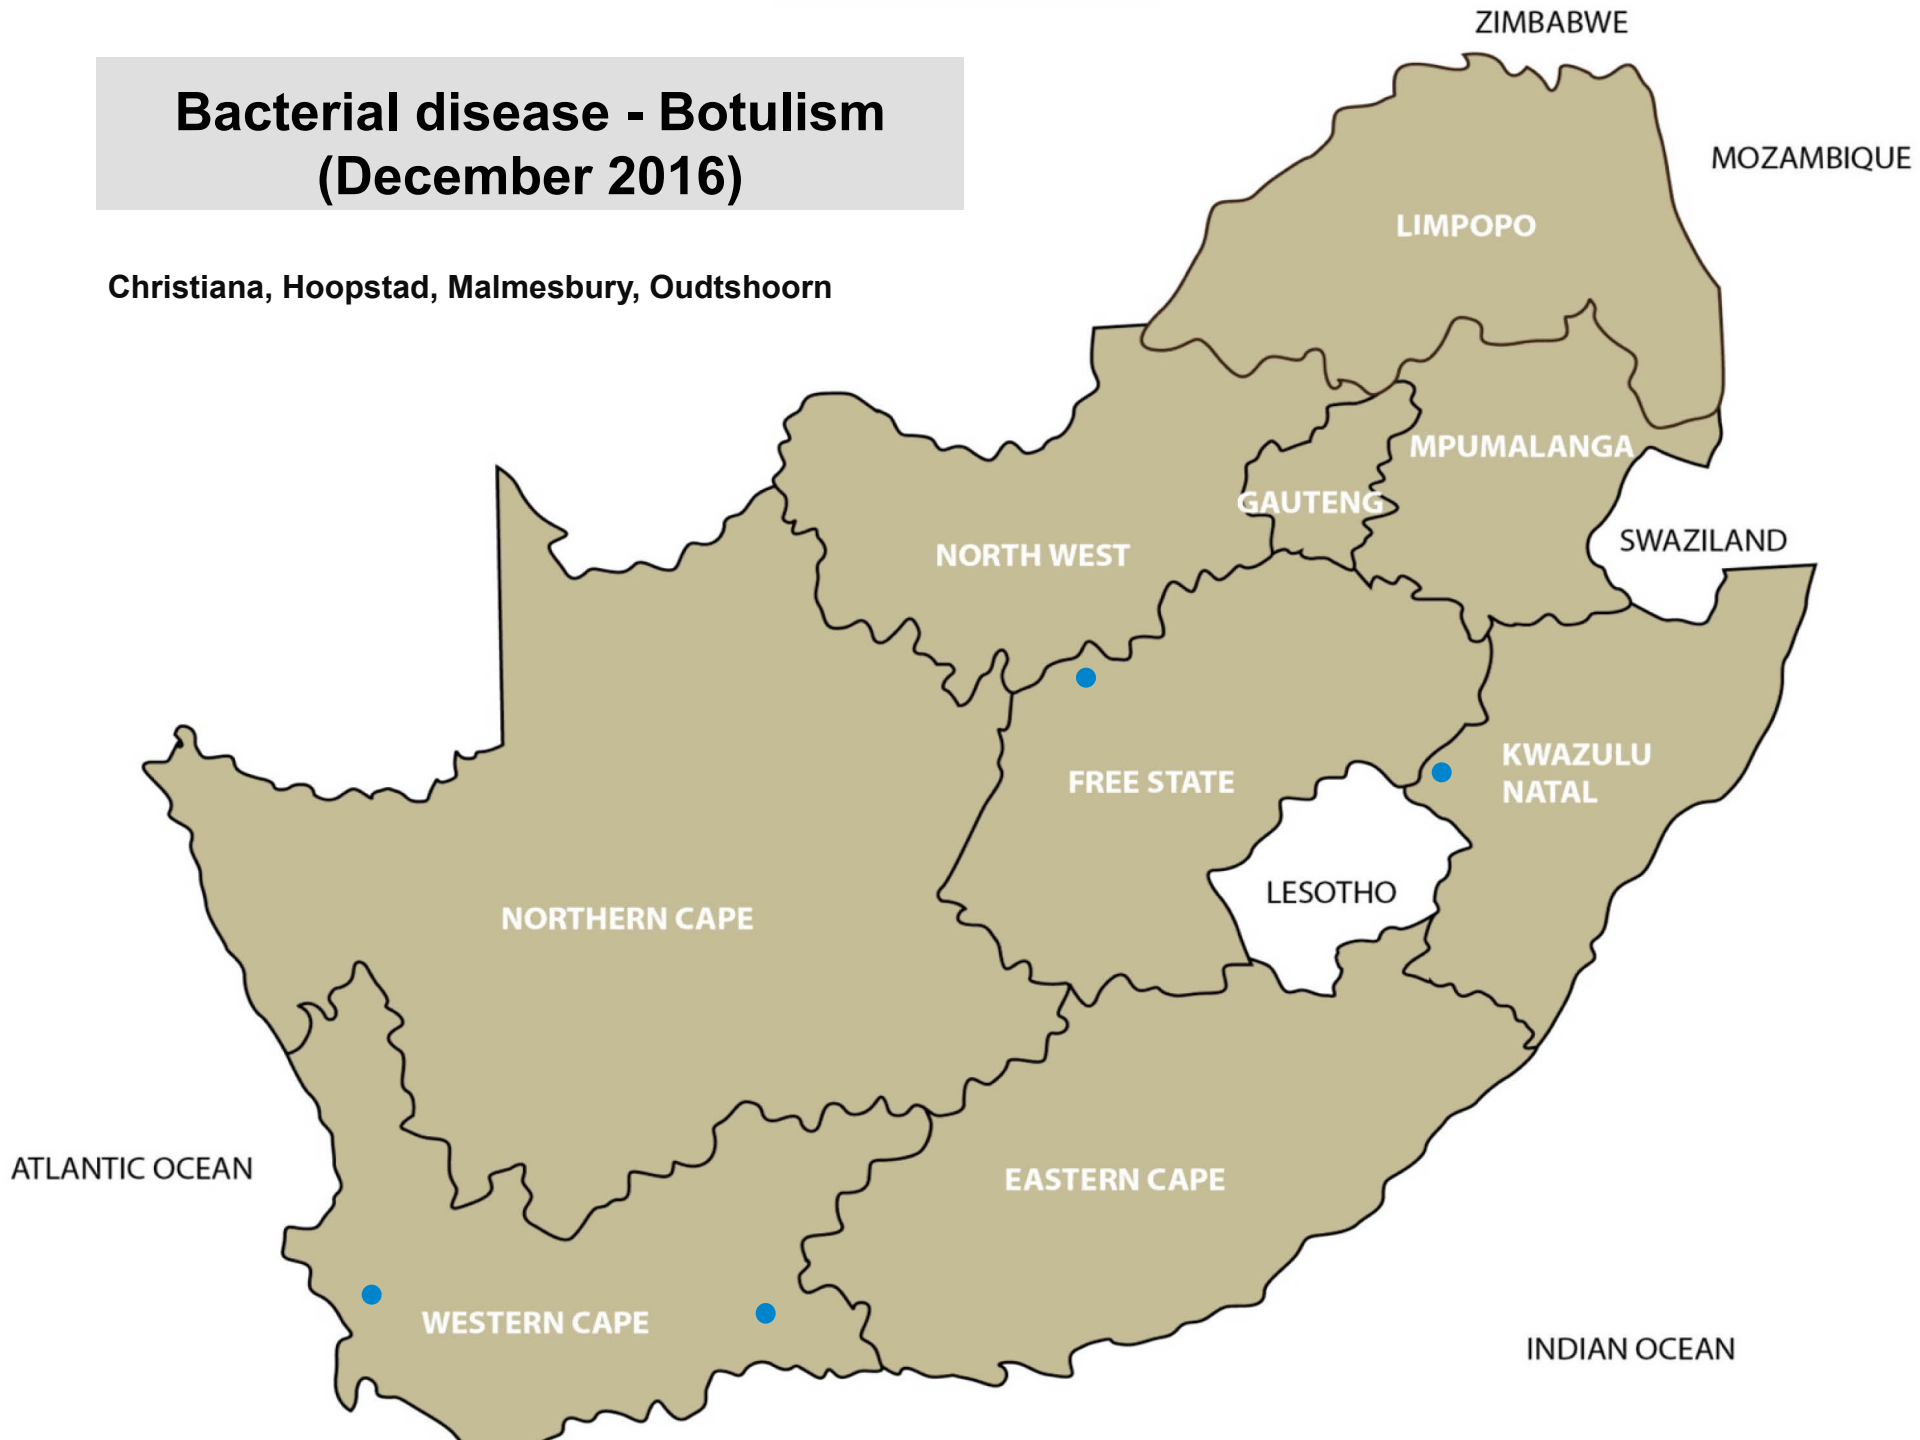 Bacterial disease - Botulism
(December 2016)
Christiana, Hoopstad, Malmesbury, Oudtshoorn
ZIMBABWE
MOZAMBIQUE
LIMPOPO
MPUMALANGA
GAUTENG
SWAZILAND
NORTH WEST
KWAZULU
NATAL
FREE STATE
LESOTHO
NORTHERN CAPE
ATLANTIC OCEAN
EASTERN CAPE
WESTERN CAPE
INDIAN OCEAN